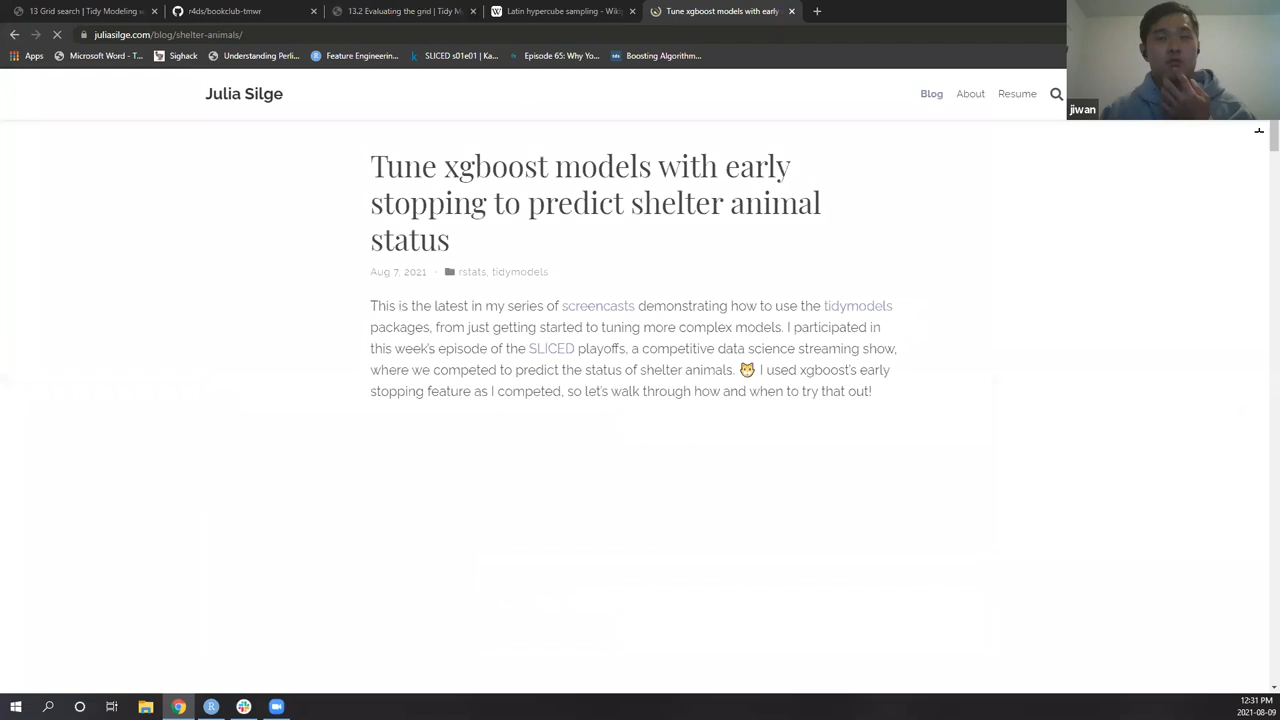 13 Grid search | Tidy Modeling w
r4ds/bookclub-tmwr
13.2 Evaluating the grid | Tidy M
Latin hypercube sampling - Wiki
Tune xgboost models with early
juliasilge.com/blog/shelter-animals/
Apps
Microsoft Word - T...
Sighack
Understanding Perli...
Feature Engineerin...
SLICED s01e01 | Ka...
Episode 65: Why Yo...
Boosting Algorithm...
Julia Silge
Blog
About
Resume
jiwan
Tune xgboost models with early
stopping to predict shelter animal
status
Aug 7, 2021 · rstats, tidymodels
This is the latest in my series of screencasts demonstrating how to use the tidymodels
packages, from just getting started to tuning more complex models. I participated in
this week's episode of the SLICED playoffs, a competitive data science streaming show,
where we competed to predict the status of shelter animals. 🐱 I used xgboost's early
stopping feature as I competed, so let's walk through how and when to try that out!
12:31 PM
2021-08-09